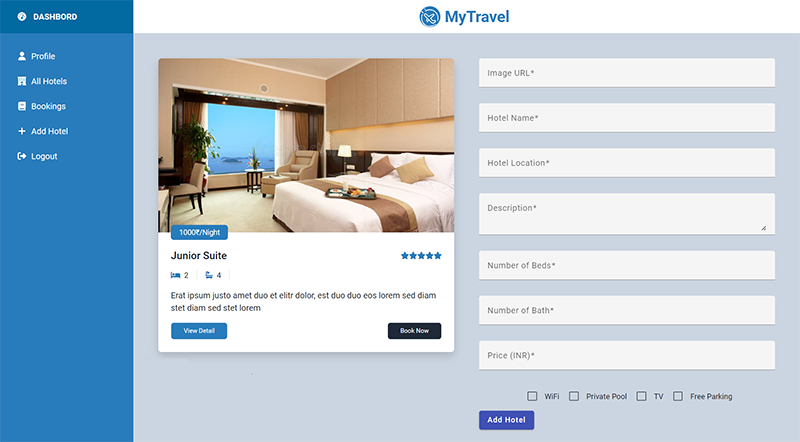 DASHBORD
MyTravel
Profile
All Hotels
Bookings
Add Hotel
Logout
1000₹/Night
Junior Suite
2 4
Erat ipsum justo amet duo et elitr dolor, est duo duo eos lorem sed diam
stet diam sed stet lorem
View Detail Book Now
Image URL*
Hotel Name*
Hotel Location*
Description*
Number of Beds*
Number of Bath*
Price (INR)*
WiFi Private Pool TV Free Parking
Add Hotel